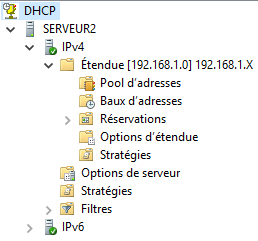 DHCP
SERVEUR2
IPv4
Étendue [192.168.1.0] 192.168.1.X
Pool d'adresses
Baux d'adresses
Réservations
Options d'étendue
Stratégies
Options de serveur
Stratégies
Filtres
IPv6